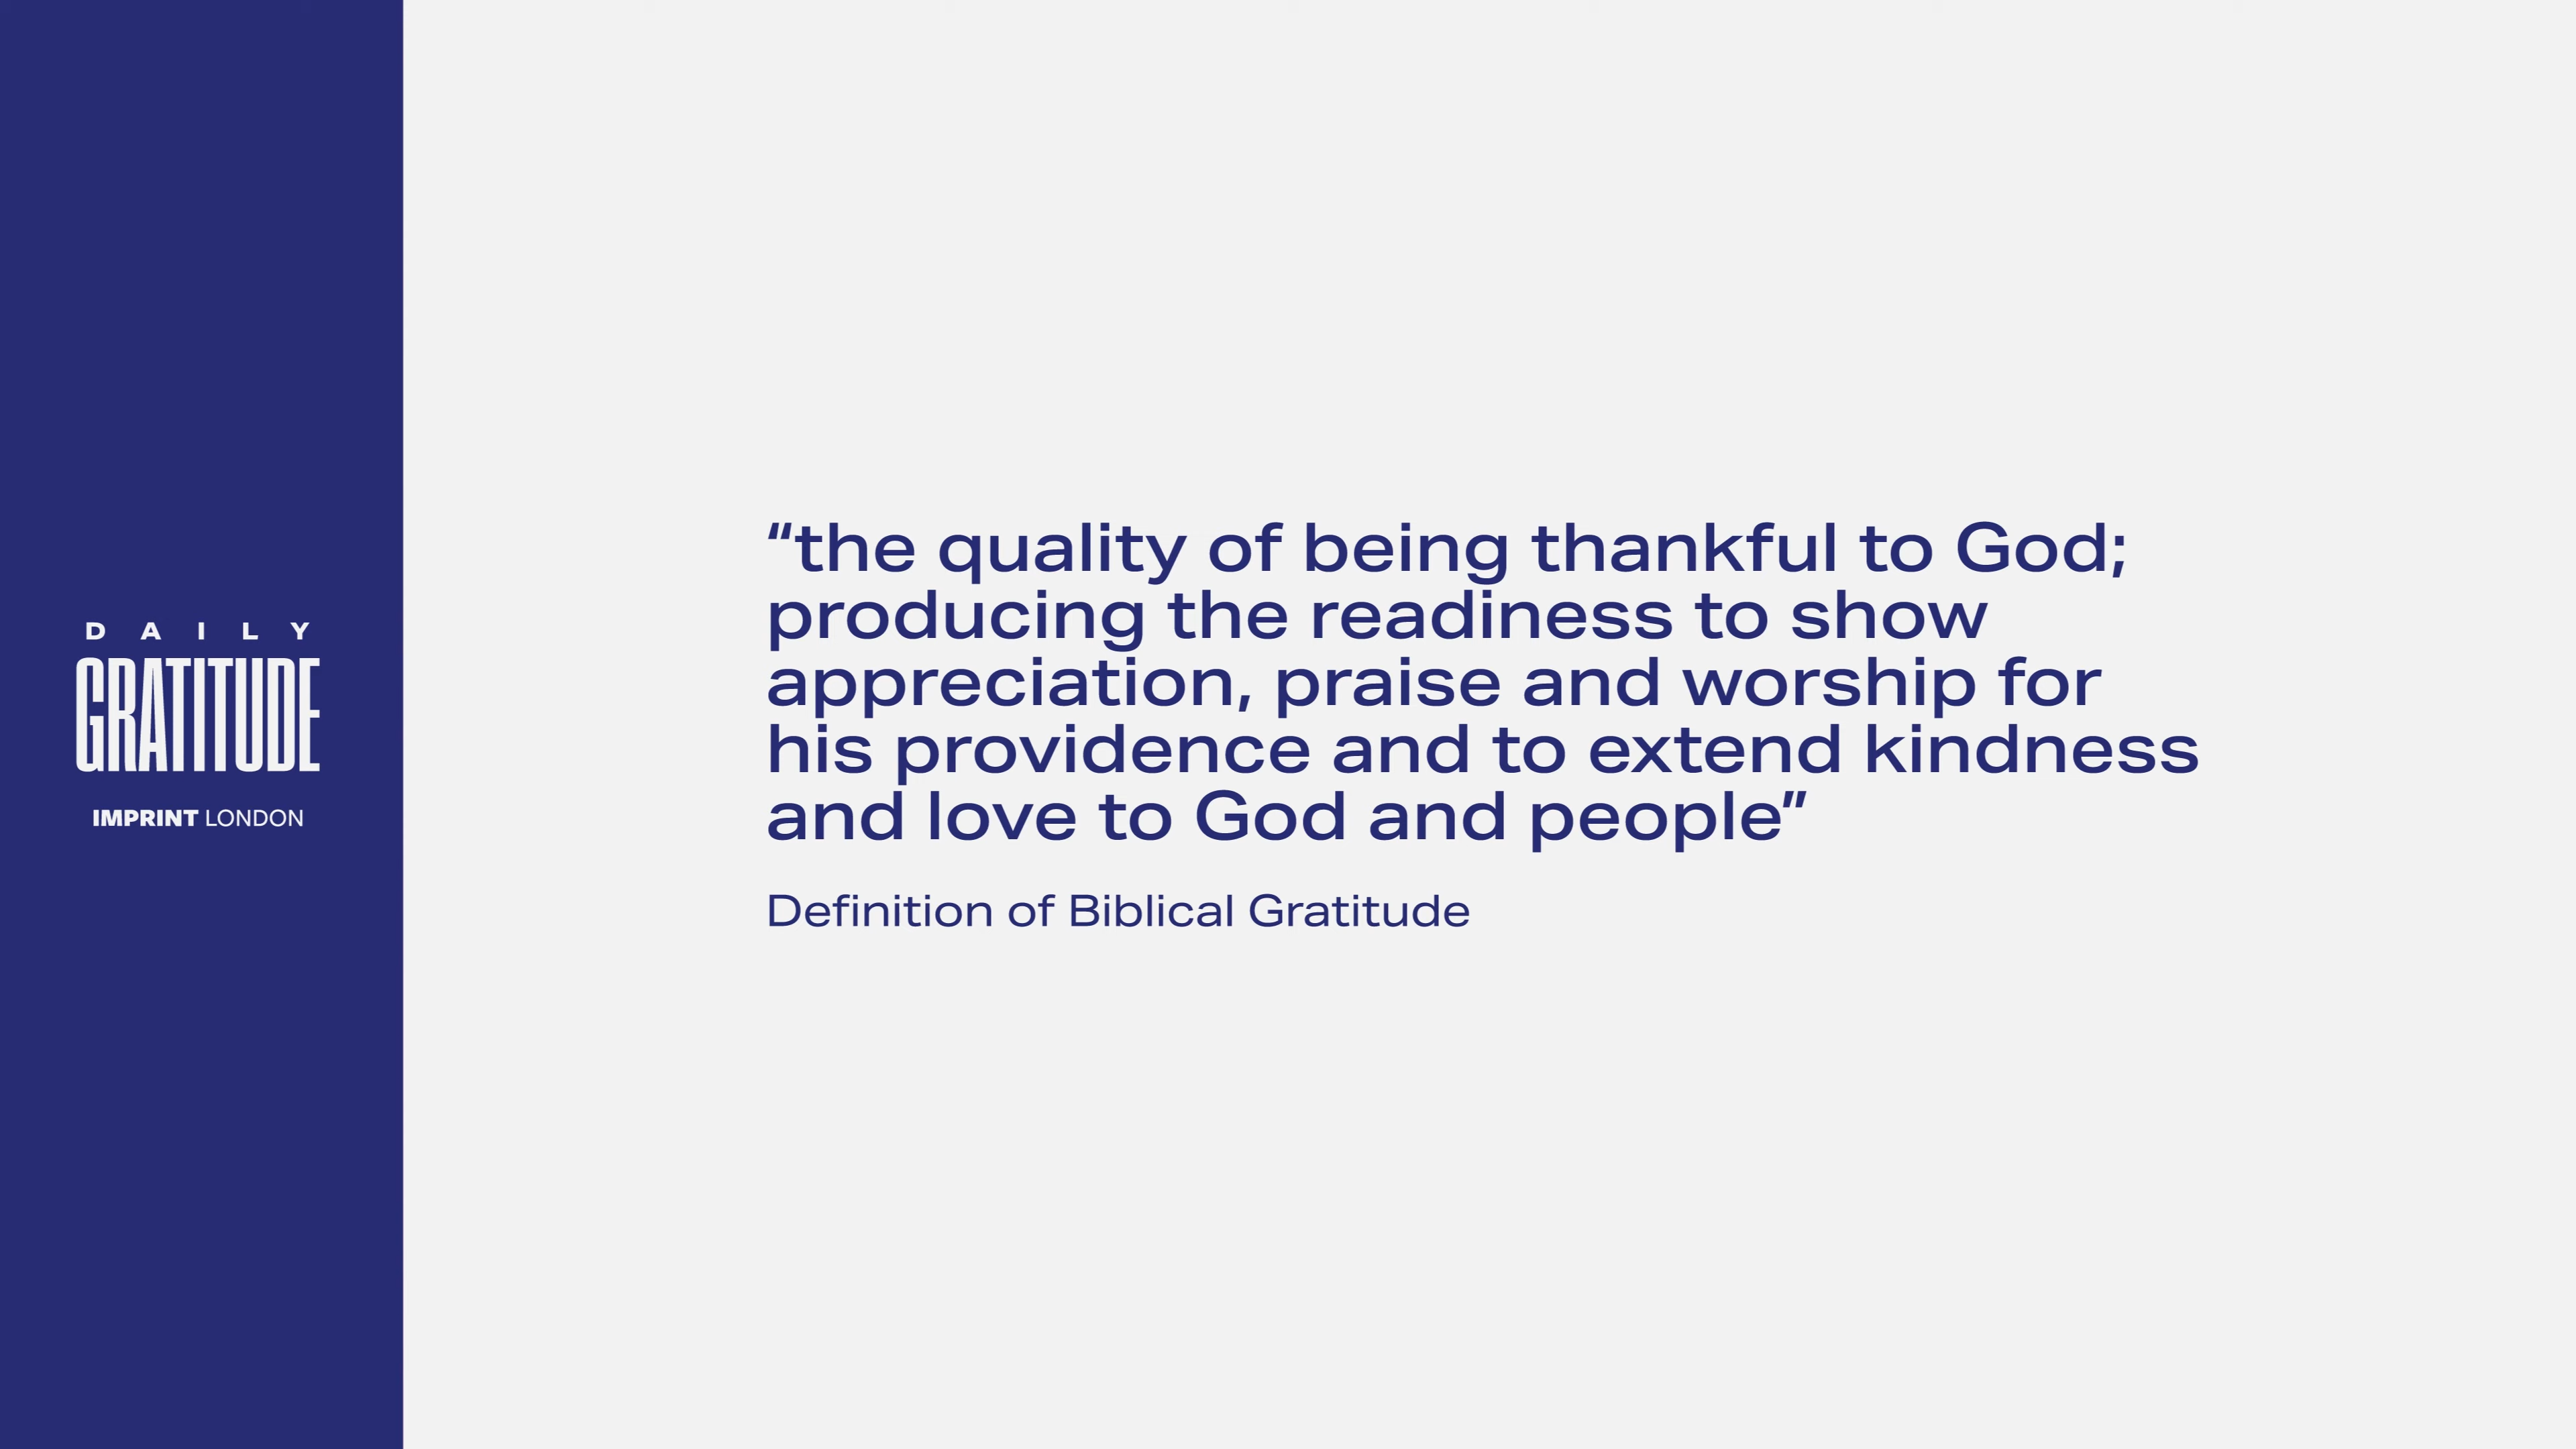 DAILY
GRATITUDE
IMPRINT LONDON
“the quality of being thankful to God;
producing the readiness to show
appreciation, praise and worship for
his providence and to extend kindness
and love to God and people”
Definition of Biblical Gratitude